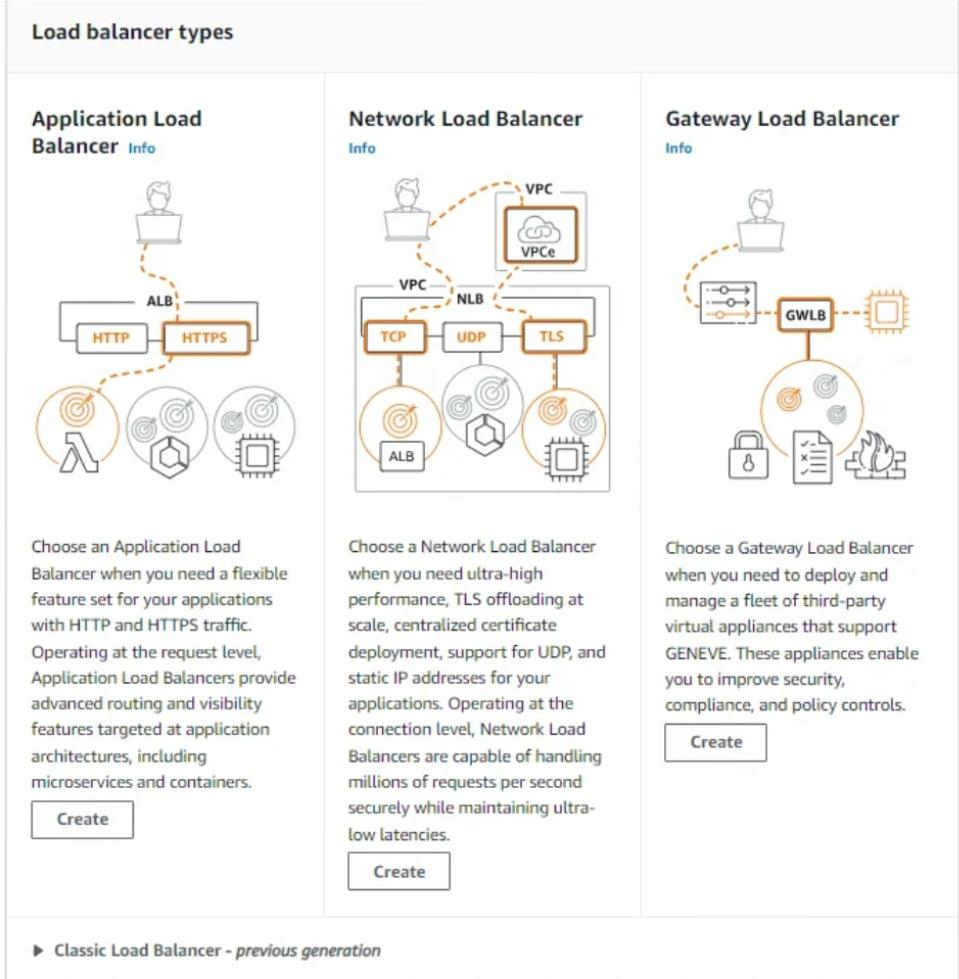 Load balancer types
Application Load
Balancer Info
ALB
HTTP
HTTPS
Choose an Application Load
Balancer when you need a flexible
feature set for your applications
with HTTP and HTTPS traffic.
Operating at the request level,
Application Load Balancers provide
advanced routing and visibility
features targeted at application
architectures, including
microservices and containers.
Create
Network Load Balancer
Info
VPC
VPCe
VPC
NLB
TCP
UDP
TLS
ALB
Choose a Network Load Balancer
when you need ultra-high
performance, TLS offloading at
scale, centralized certificate
deployment, support for UDP, and
static IP addresses for your
applications. Operating at the
connection level, Network Load
Balancers are capable of handling
millions of requests per second
securely while maintaining ultra-
low latencies.
Create
Gateway Load Balancer
Info
GWLB
Choose a Gateway Load Balancer
when you need to deploy and
manage a fleet of third-party
virtual appliances that support
GENEVE. These appliances enable
you to improve security,
compliance, and policy controls.
Create
Classic Load Balancer - previous generation